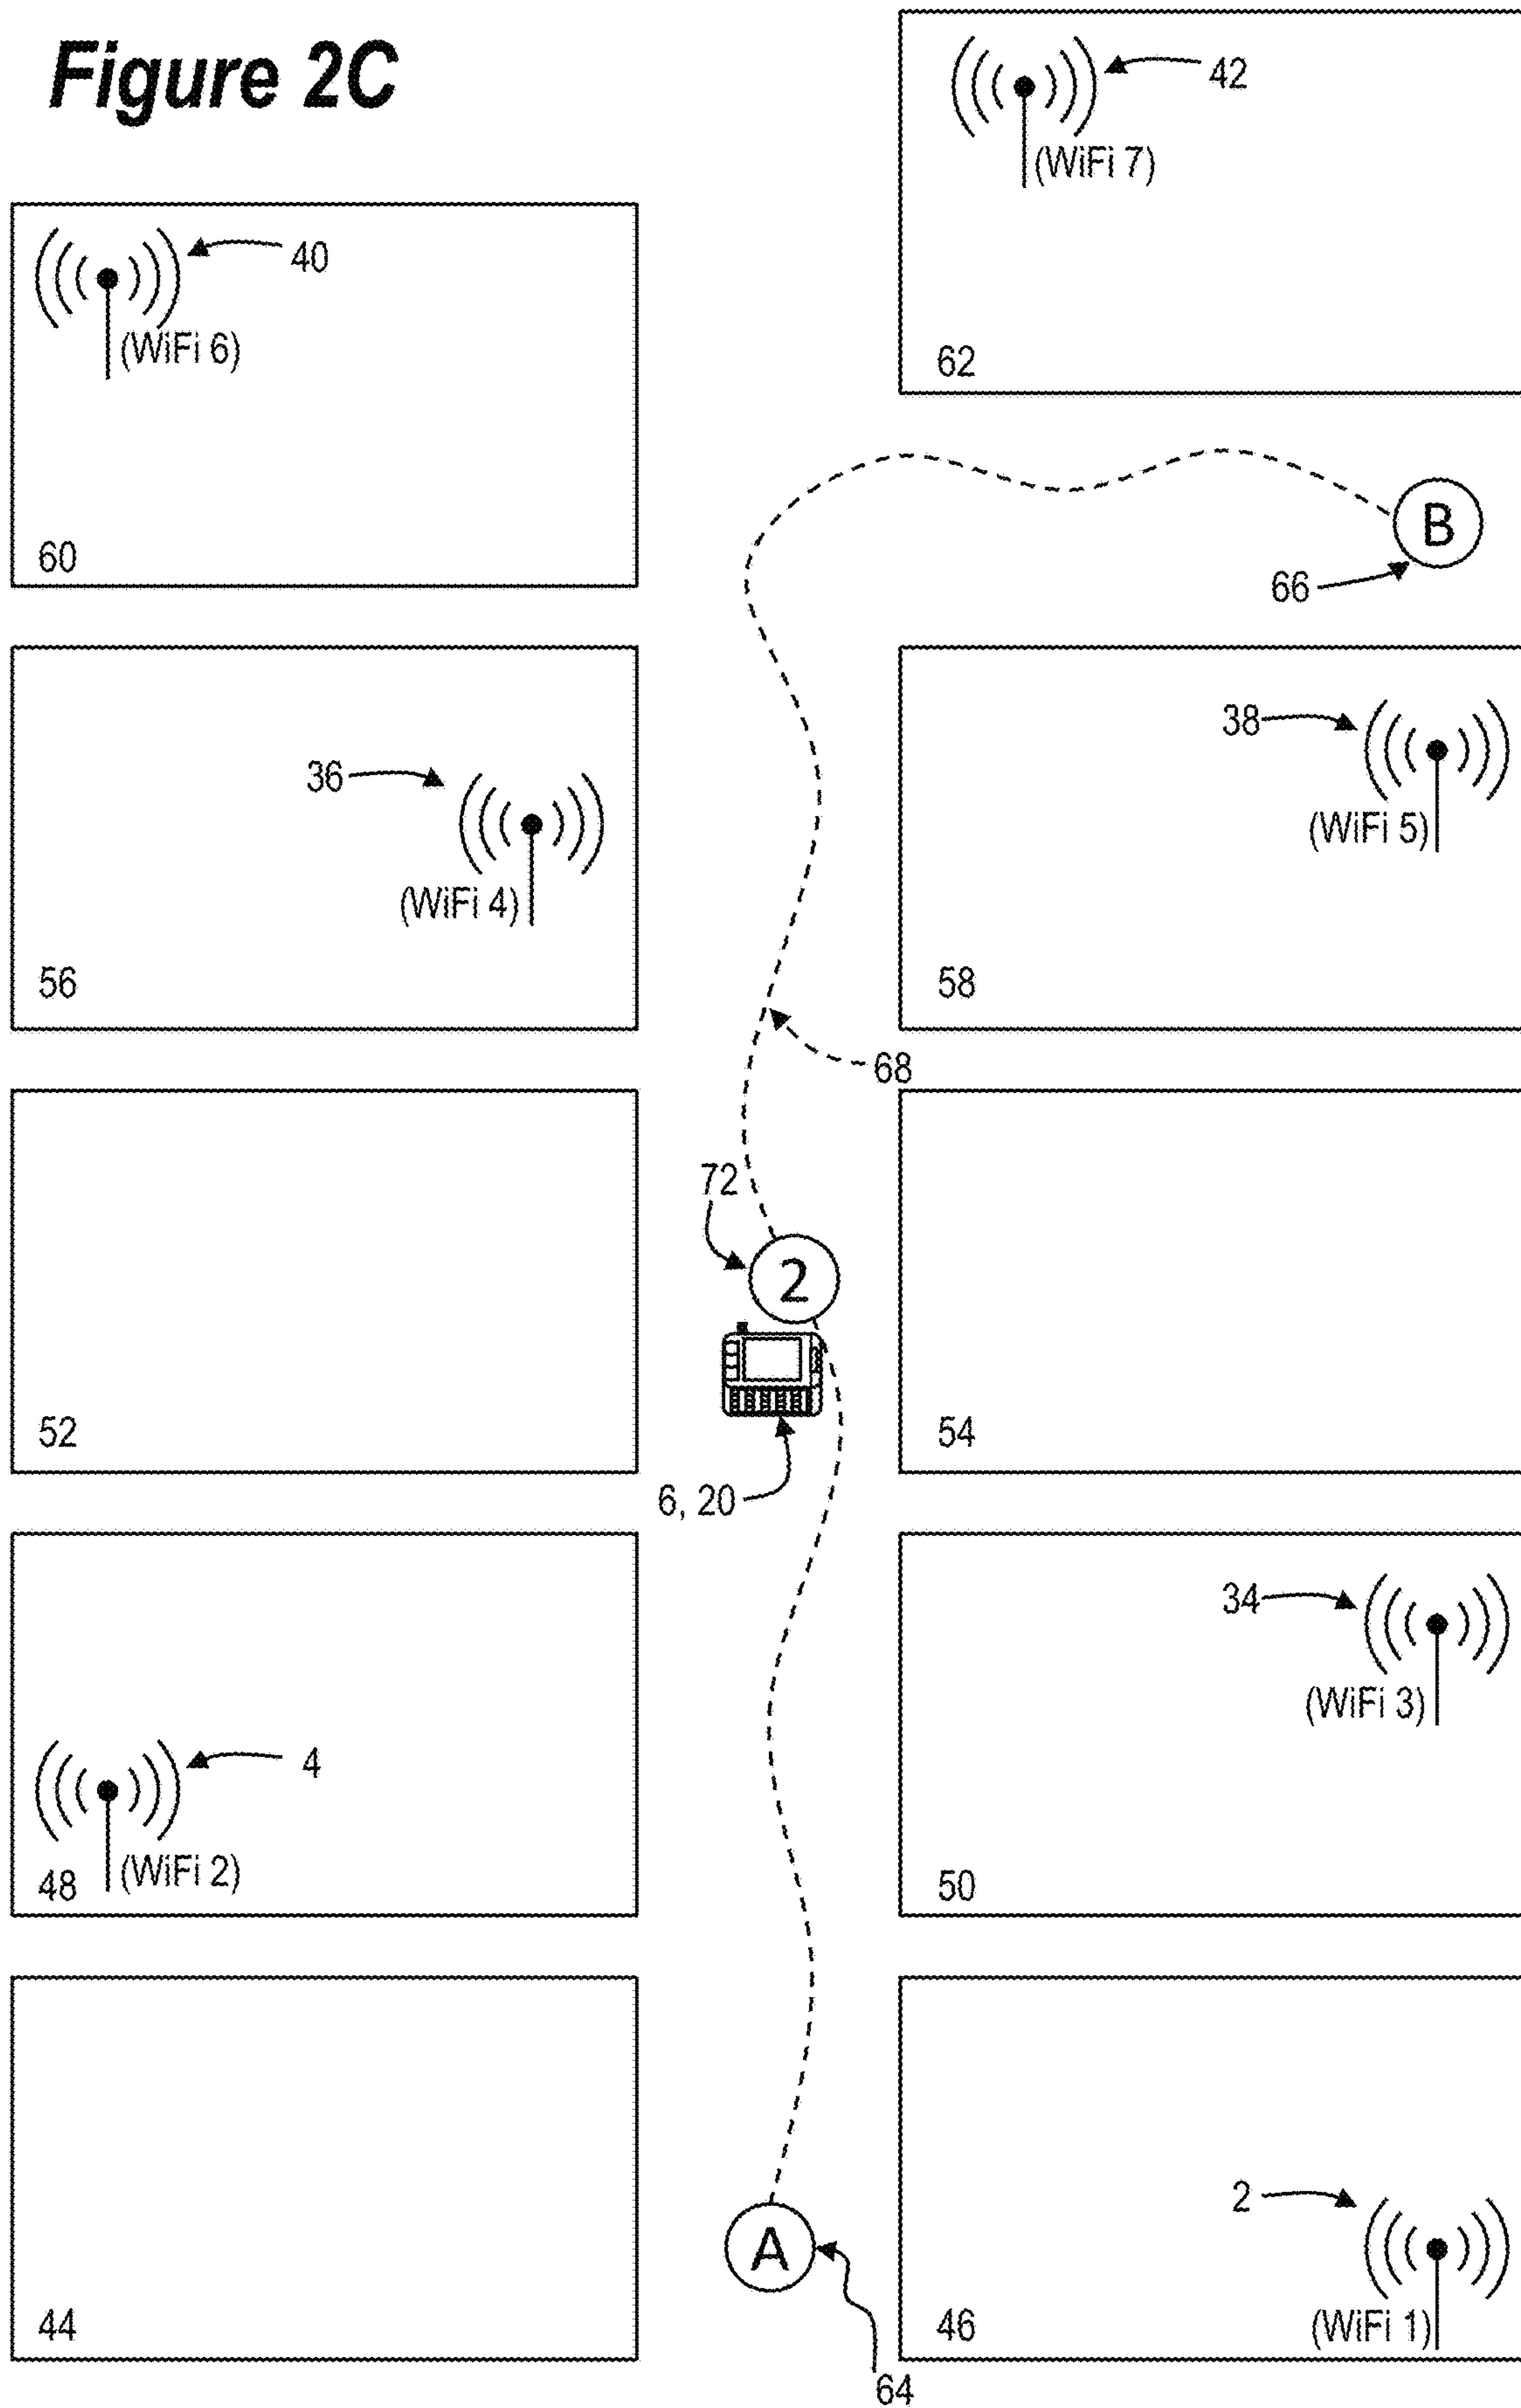 Figure 2C
42
(WiFi 7)
40
(WiFi 6)
62
60
B
66
38
36
(WiFi 5)
(WiFi 4)
56
58
68
72
2
52
54
6, 20
34
(WiFi 3)
4
(WiFi 2)
48
50
2
A
44
46
(WiFi 1)
64